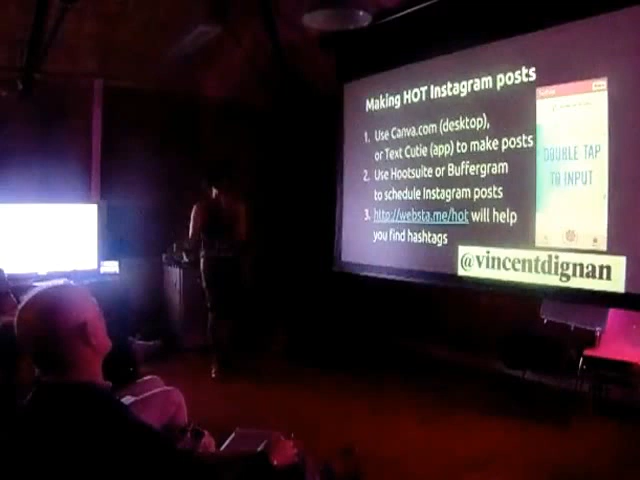 Making HOT Instagram posts
1. Use Canva.com (desktop),
or Text Cutie (app) to make posts
2. Use Hootsuite or Buffergram
to schedule Instagram posts
3. http://websta.me/hot will help
you find hashtags
DOUBLE TAP
TO INPUT
@vincentdignan